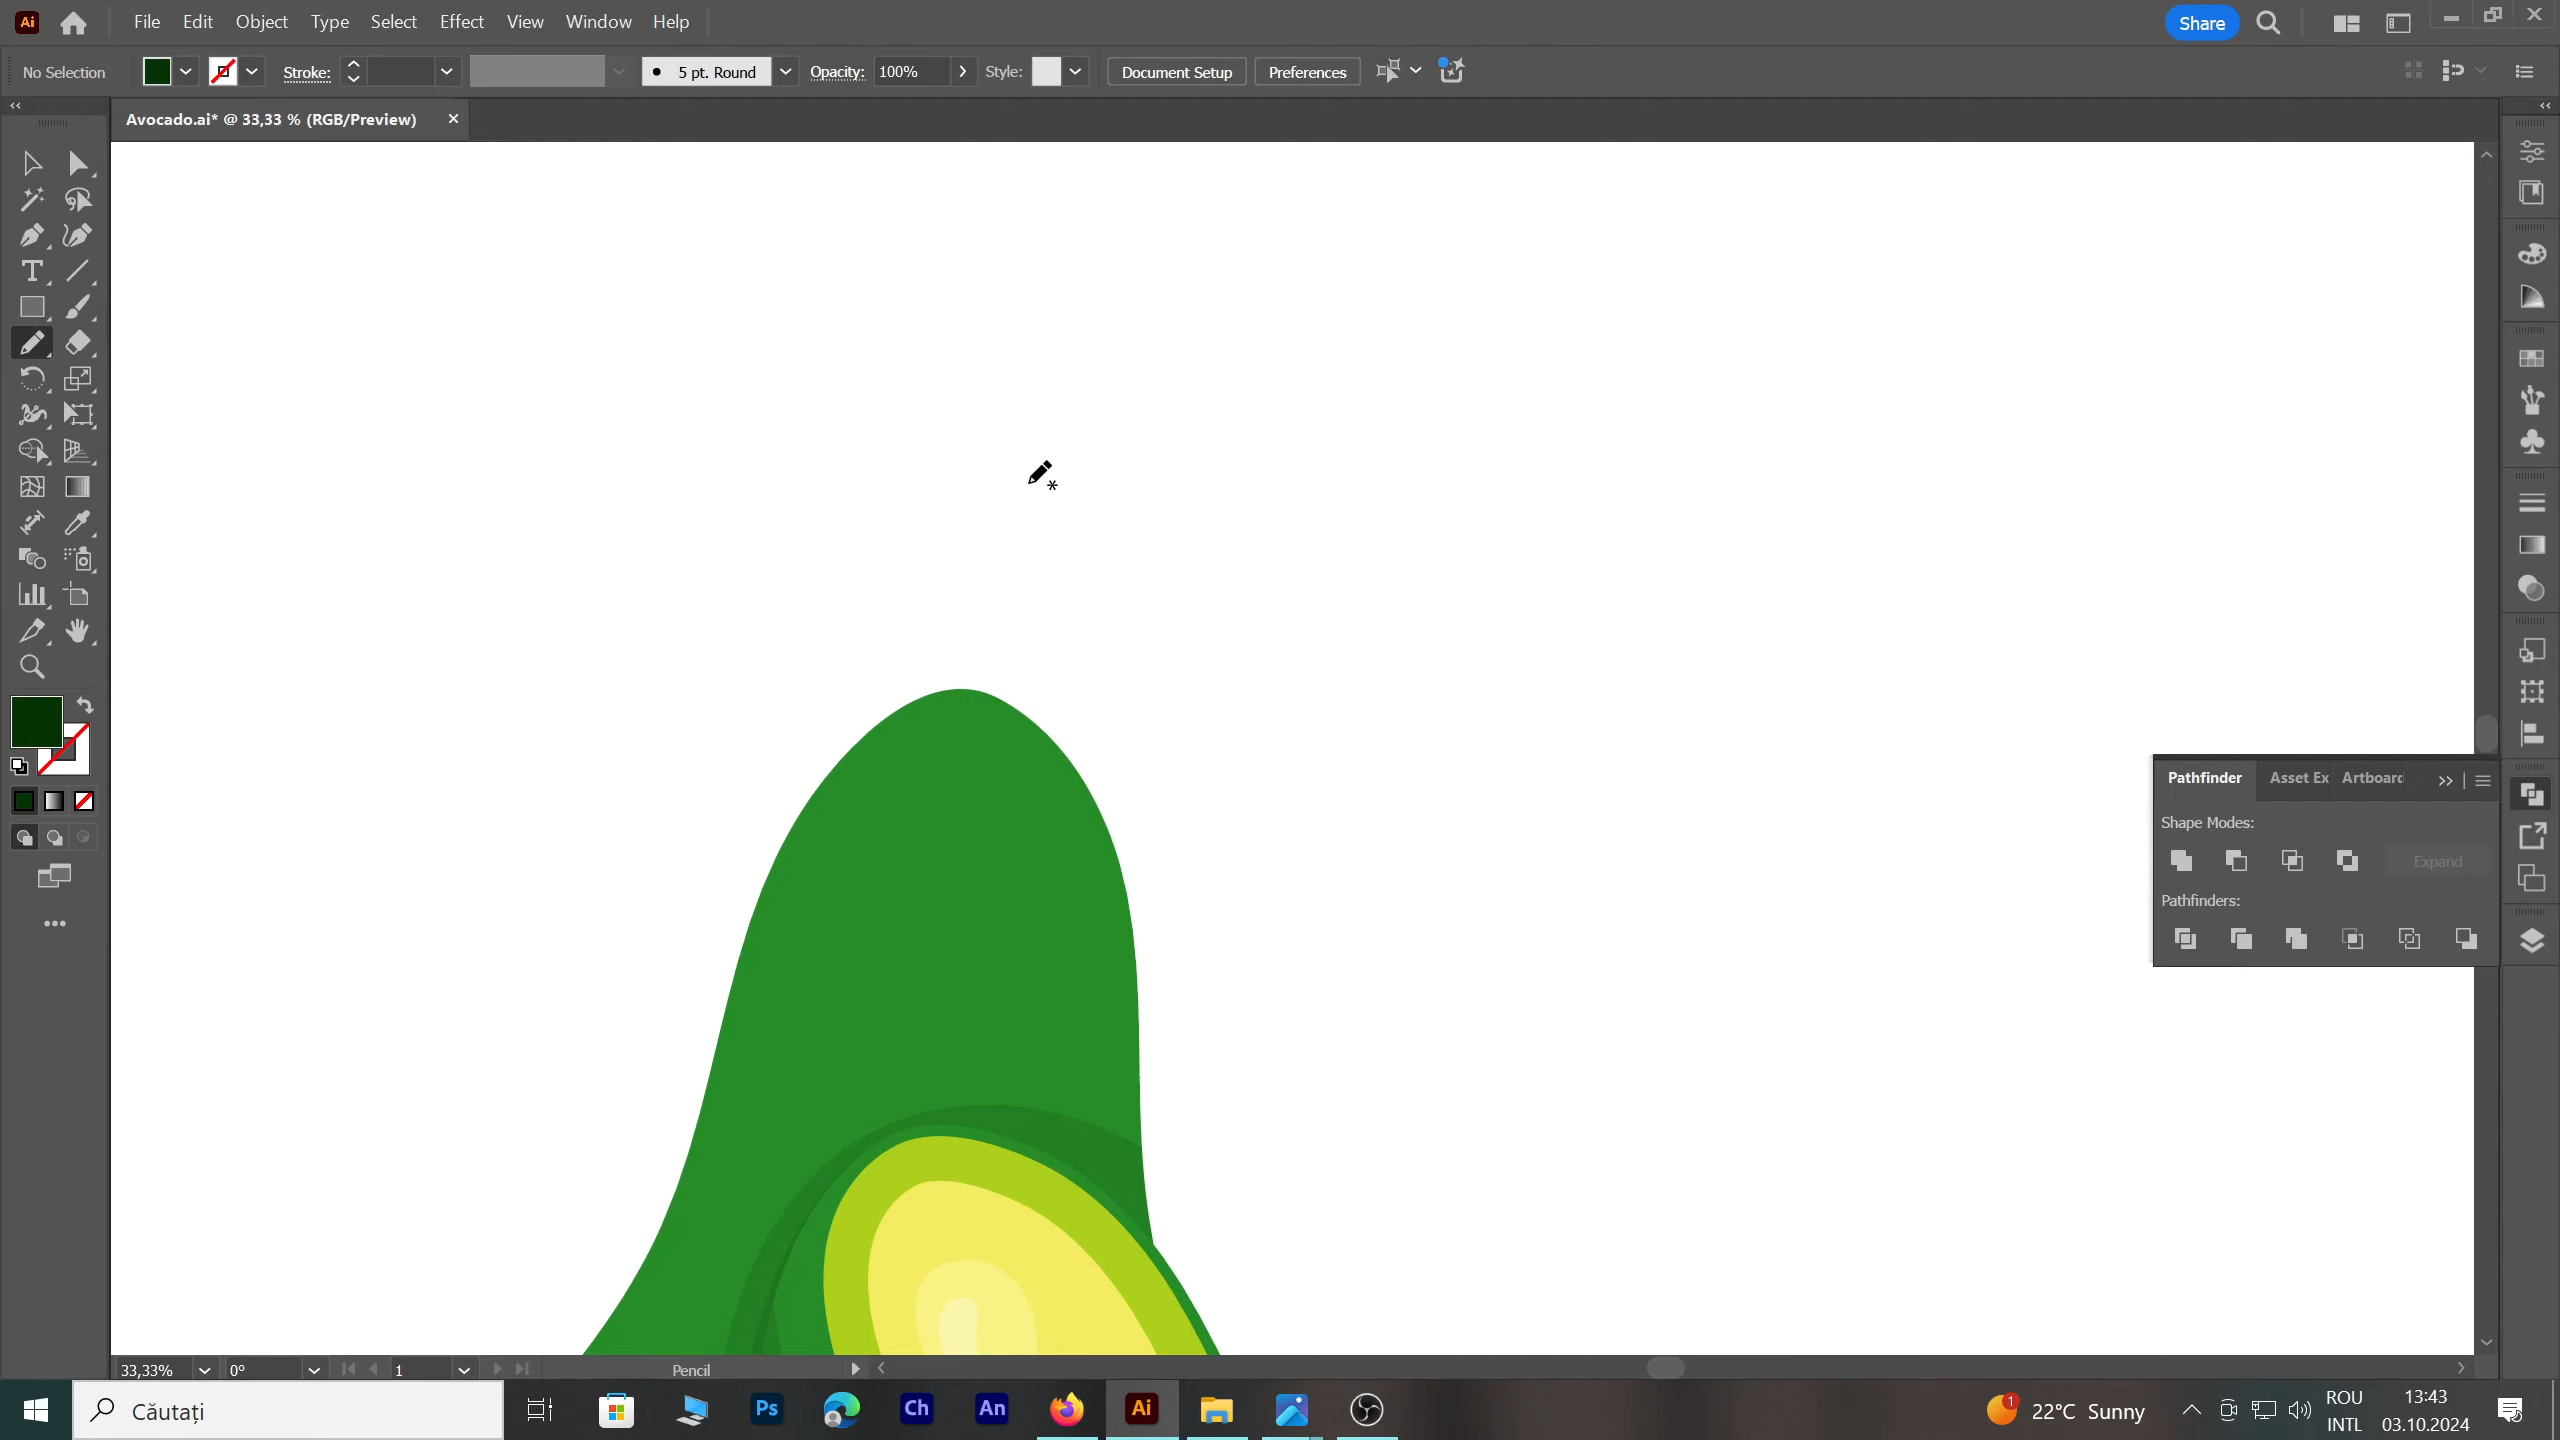 Ai File Edit Object Type Select Effect View Window Help Share
No Selection Stroke: 5 pt. Round Opacity: 100% Style: Document Setup Preferences
Avocado.ai* @ 33,33 % (RGB/Preview)
Pathfinder Asset Ex Artboard
Shape Modes:
Expand
Pathfinders:
33,33% 0° 1 Pencil
Căutați Ps Ch An Ai 1 22°C Sunny ROU 13:43
INTL 03.10.2024